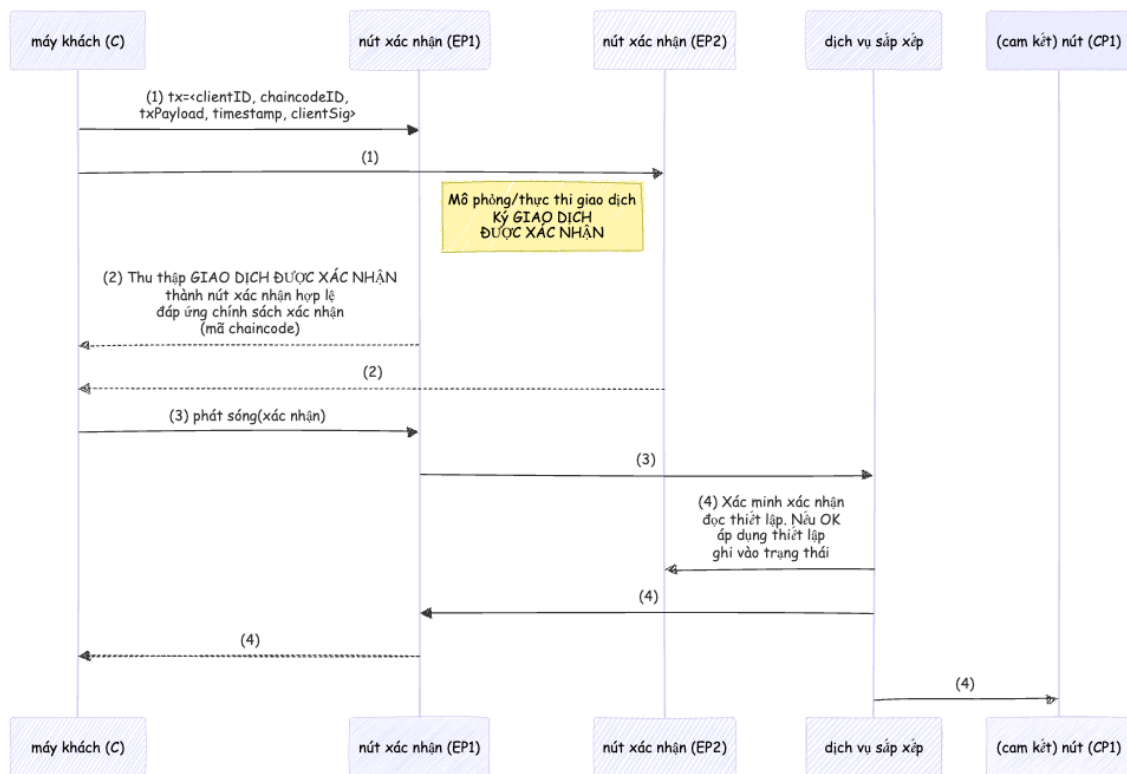 máy khách (C)
nút xác nhận (EP1)
nút xác nhận (EP2)
dịch vụ sắp xếp
(cam kết) nút (CP1)
(1) tx=<clientID, chaincodeID,
txPayload, timestamp, clientSig>
(1)
Mô phỏng/thực thi giao dịch
Ký GIAO DỊCH
ĐƯỢC XÁC NHẬN
(2) Thu thập GIAO DỊCH ĐƯỢC XÁC NHẬN
thành nút xác nhận hợp lệ
đáp ứng chính sách xác nhận
(mã chaincode)
(2)
(3) phát sóng(xác nhận)
(3)
(4) Xác minh xác nhận
đọc thiết lập. Nếu OK
áp dụng thiết lập
ghi vào trạng thái
(4)
(4)
(4)
máy khách (C)
nút xác nhận (EP1)
nút xác nhận (EP2)
dịch vụ sắp xếp
(cam kết) nút (CP1)